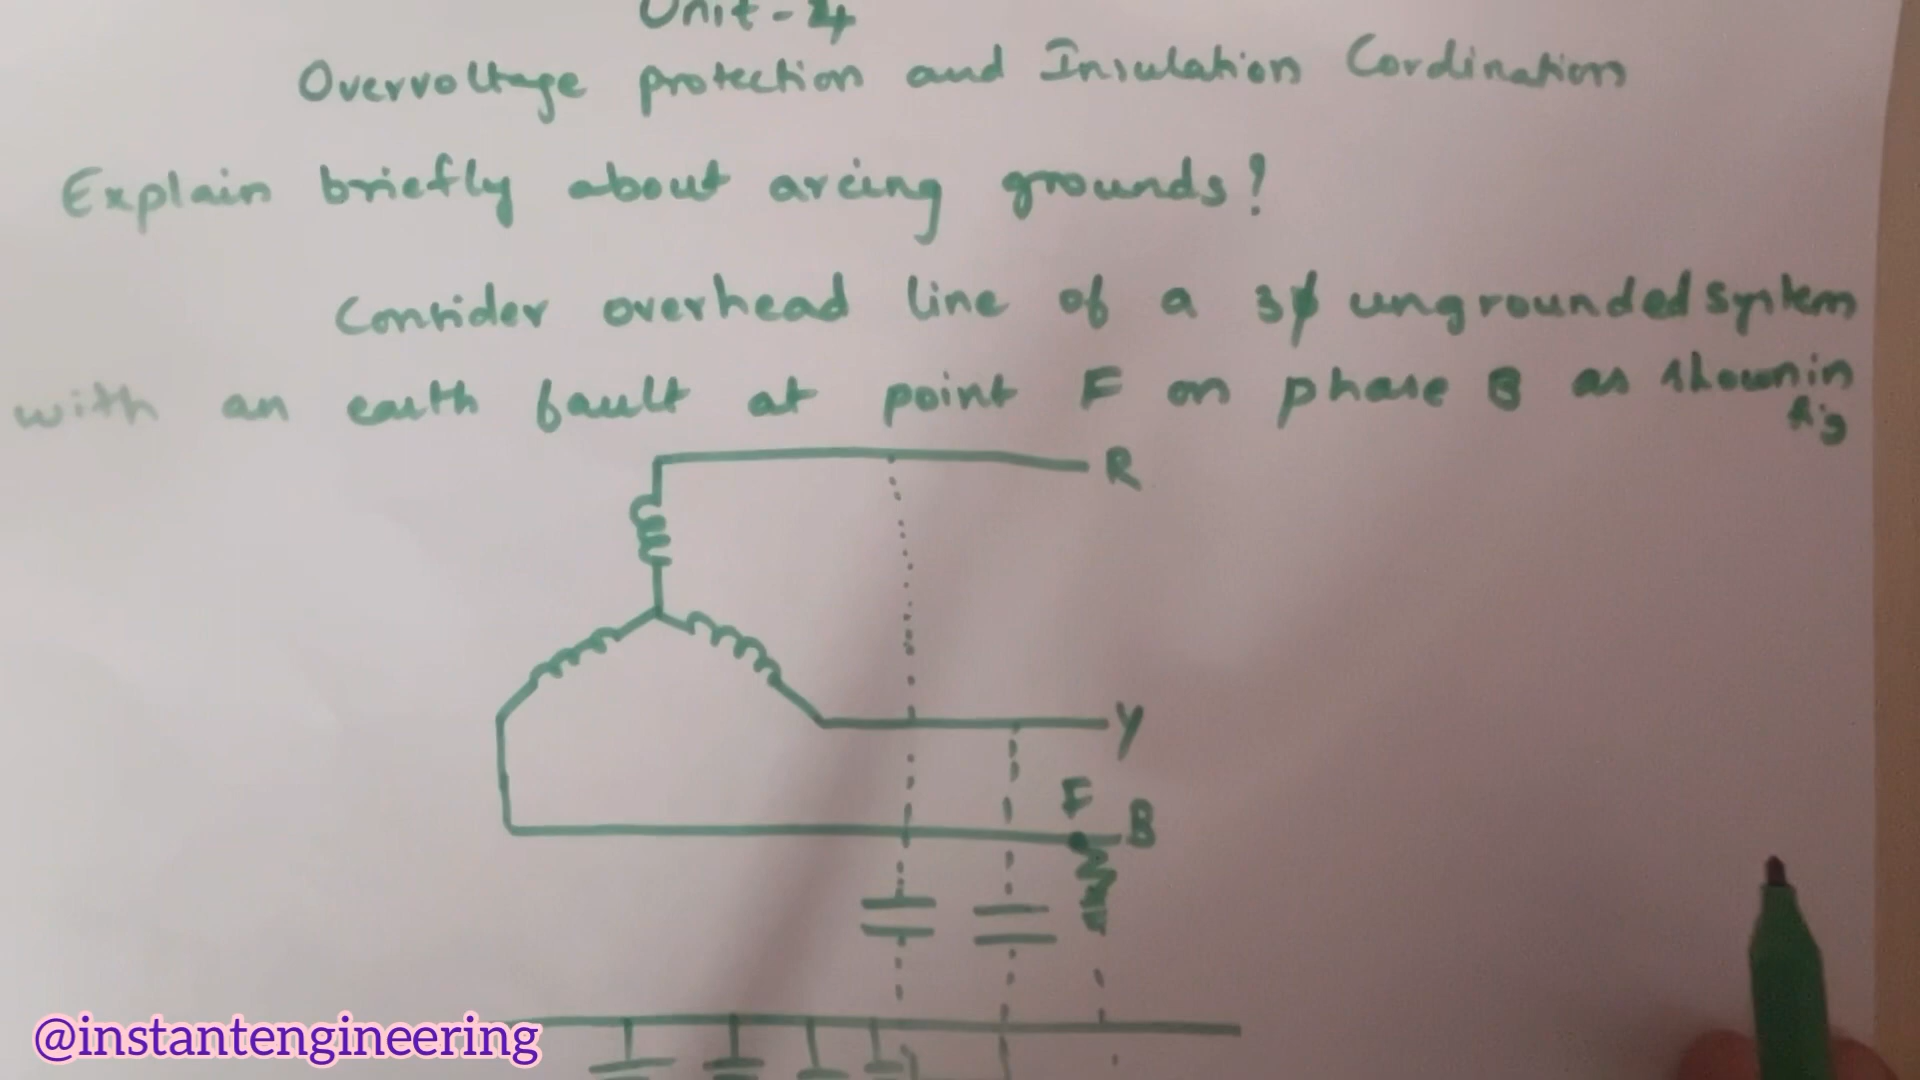 Unit-4
Overvoltage protection and Insulation Cordination
Explain briefly about arcing grounds?
Consider overhead line of a 3ϕ ungrounded system
with an earth fault at point F on phase B as shown in
fig
R
Y
F
B
@instantengineering